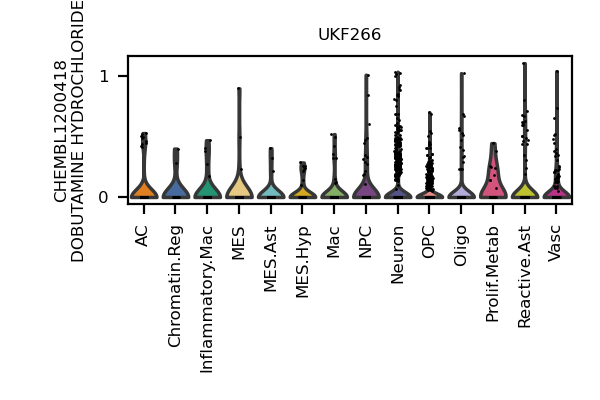 UKF266
CHEMBL1200418
DOBUTAMINE HYDROCHLORIDE
1
0
AC
Chromatin.Reg
Inflammatory.Mac
MES
MES.Ast
MES.Hyp
Mac
NPC
Neuron
OPC
Oligo
Prolif.Metab
Reactive.Ast
Vasc